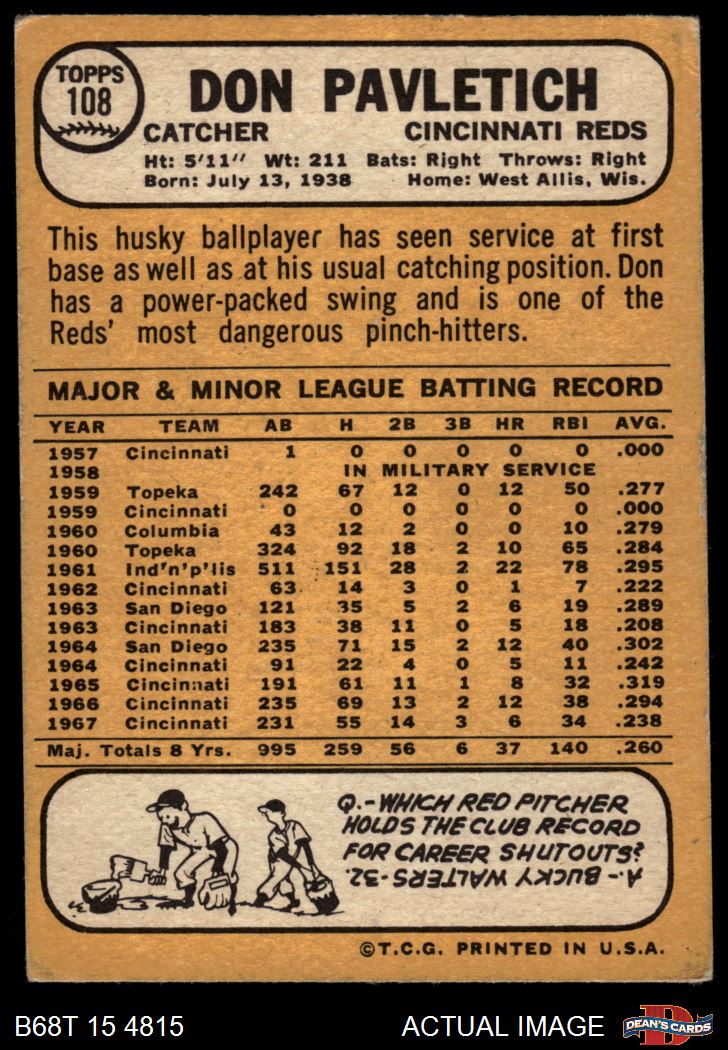 TOPPS
108
DON PAVLETICH
CATCHER CINCINNATI REDS
Ht: 5'11" Wt: 211 Bats: Right Throws: Right
Born: July 13, 1938 Home: West Allis, Wis.
This husky ballplayer has seen service at first
base as well as at his usual catching position. Don
has a power-packed swing and is one of the
Reds' most dangerous pinch-hitters.
MAJOR & MINOR LEAGUE BATTING RECORD
YEAR TEAM AB H 2B 3B HR RBI AVG.
1957 Cincinnati 1 0 0 0 0 0 .000
1958 IN MILITARY SERVICE
1959 Topeka 242 67 12 0 12 50 .277
1959 Cincinnati 0 0 0 0 0 0 .000
1960 Columbia 43 12 2 0 0 10 .279
1960 Topeka 324 92 18 2 10 65 .284
1961 Ind'n'p'lis 511 151 28 2 22 78 .295
1962 Cincinnati 63 14 3 0 1 7 .222
1963 San Diego 121 35 5 2 6 19 .289
1963 Cincinnati 183 38 11 0 5 18 .208
1964 San Diego 235 71 15 2 12 40 .302
1964 Cincinnati 91 22 4 0 5 11 .242
1965 Cincinnati 191 61 11 1 8 32 .319
1966 Cincinnati 235 69 13 2 12 38 .294
1967 Cincinnati 231 55 14 3 6 34 .238
Maj. Totals 8 Yrs. 995 259 56 6 37 140 .260
Q.-WHICH RED PITCHER
HOLDS THE CLUB RECORD
FOR CAREER SHUTOUTS?
A.-BUCKY WALTERS-32.
©T.C.G. PRINTED IN U.S.A.
B68T 15 4815 ACTUAL IMAGE
D
DEAN'S CARDS